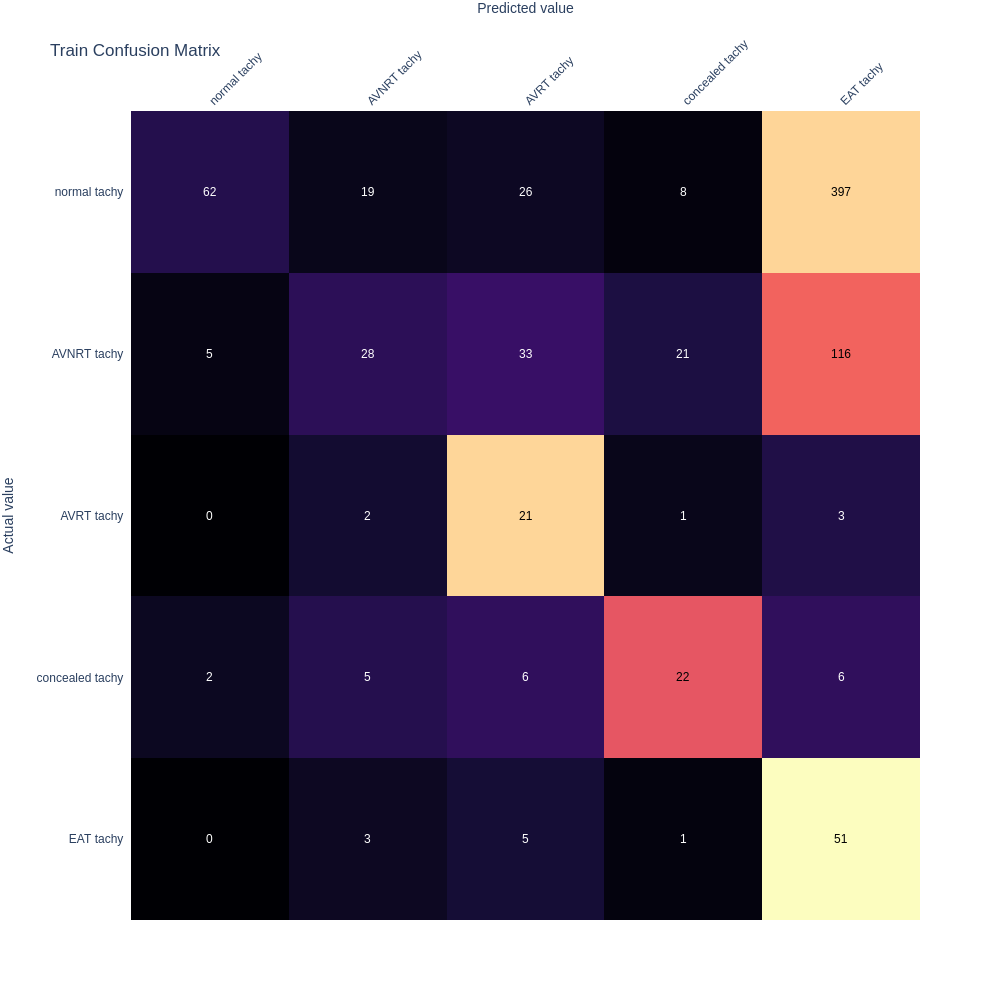 Predicted value
Train Confusion Matrix
normal tachy AVNRT tachy AVRT tachy concealed tachy EAT tachy
normal tachy 62 19 26 8 397
AVNRT tachy 5 28 33 21 116
Actual value
AVRT tachy 0 2 21 1 3
concealed tachy 2 5 6 22 6
EAT tachy 0 3 5 1 51